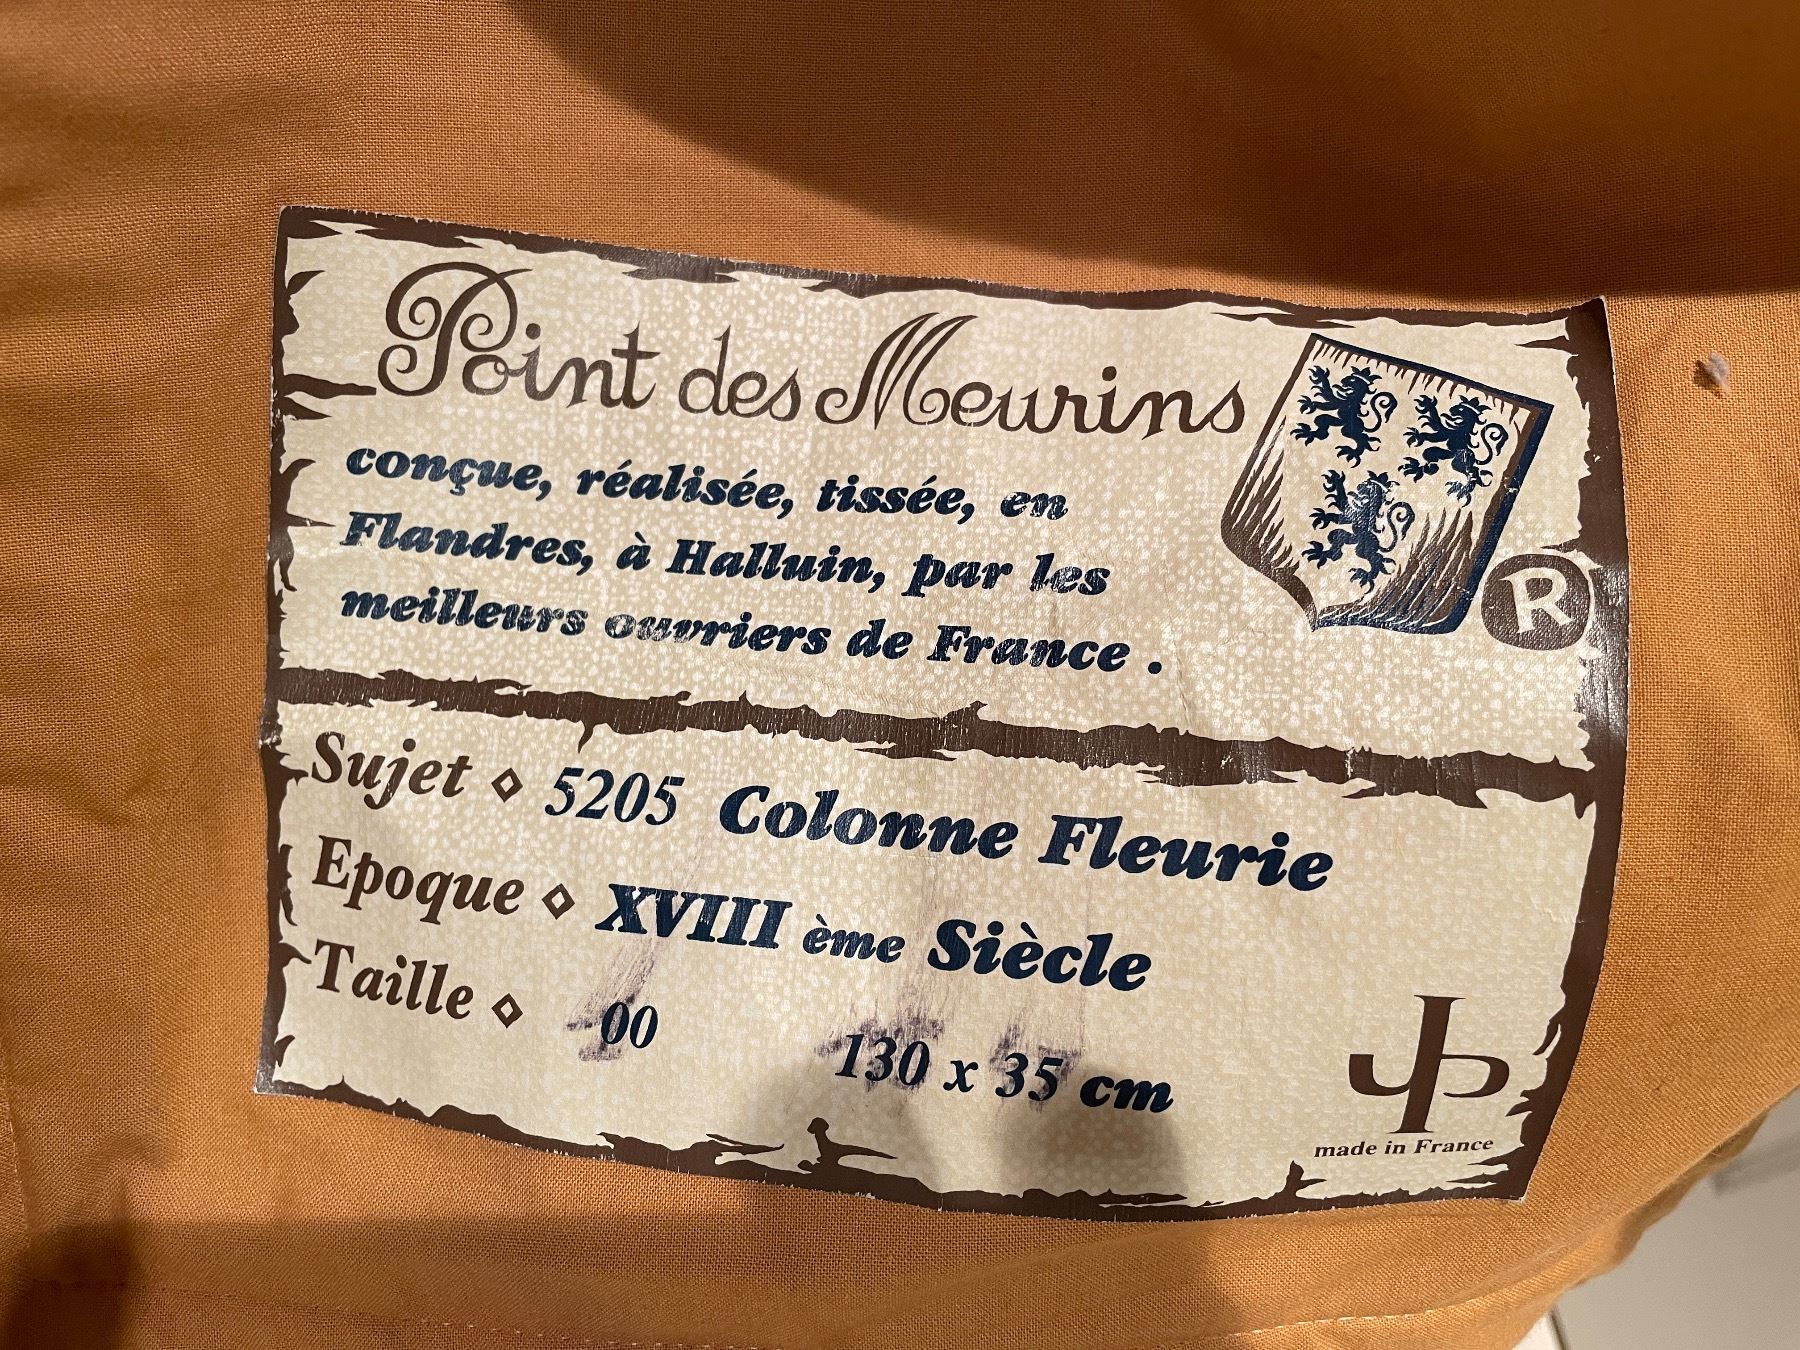 Point des Meurins
conçue, réalisée, tissée, en
Flandres, à Halluin, par les
meilleurs ouvriers de France .
R
Sujet ◇ 5205 Colonne Fleurie
Epoque ◇ XVIII ème Siècle
Taille ◇ 00 130 x 35 cm
JP
made in France